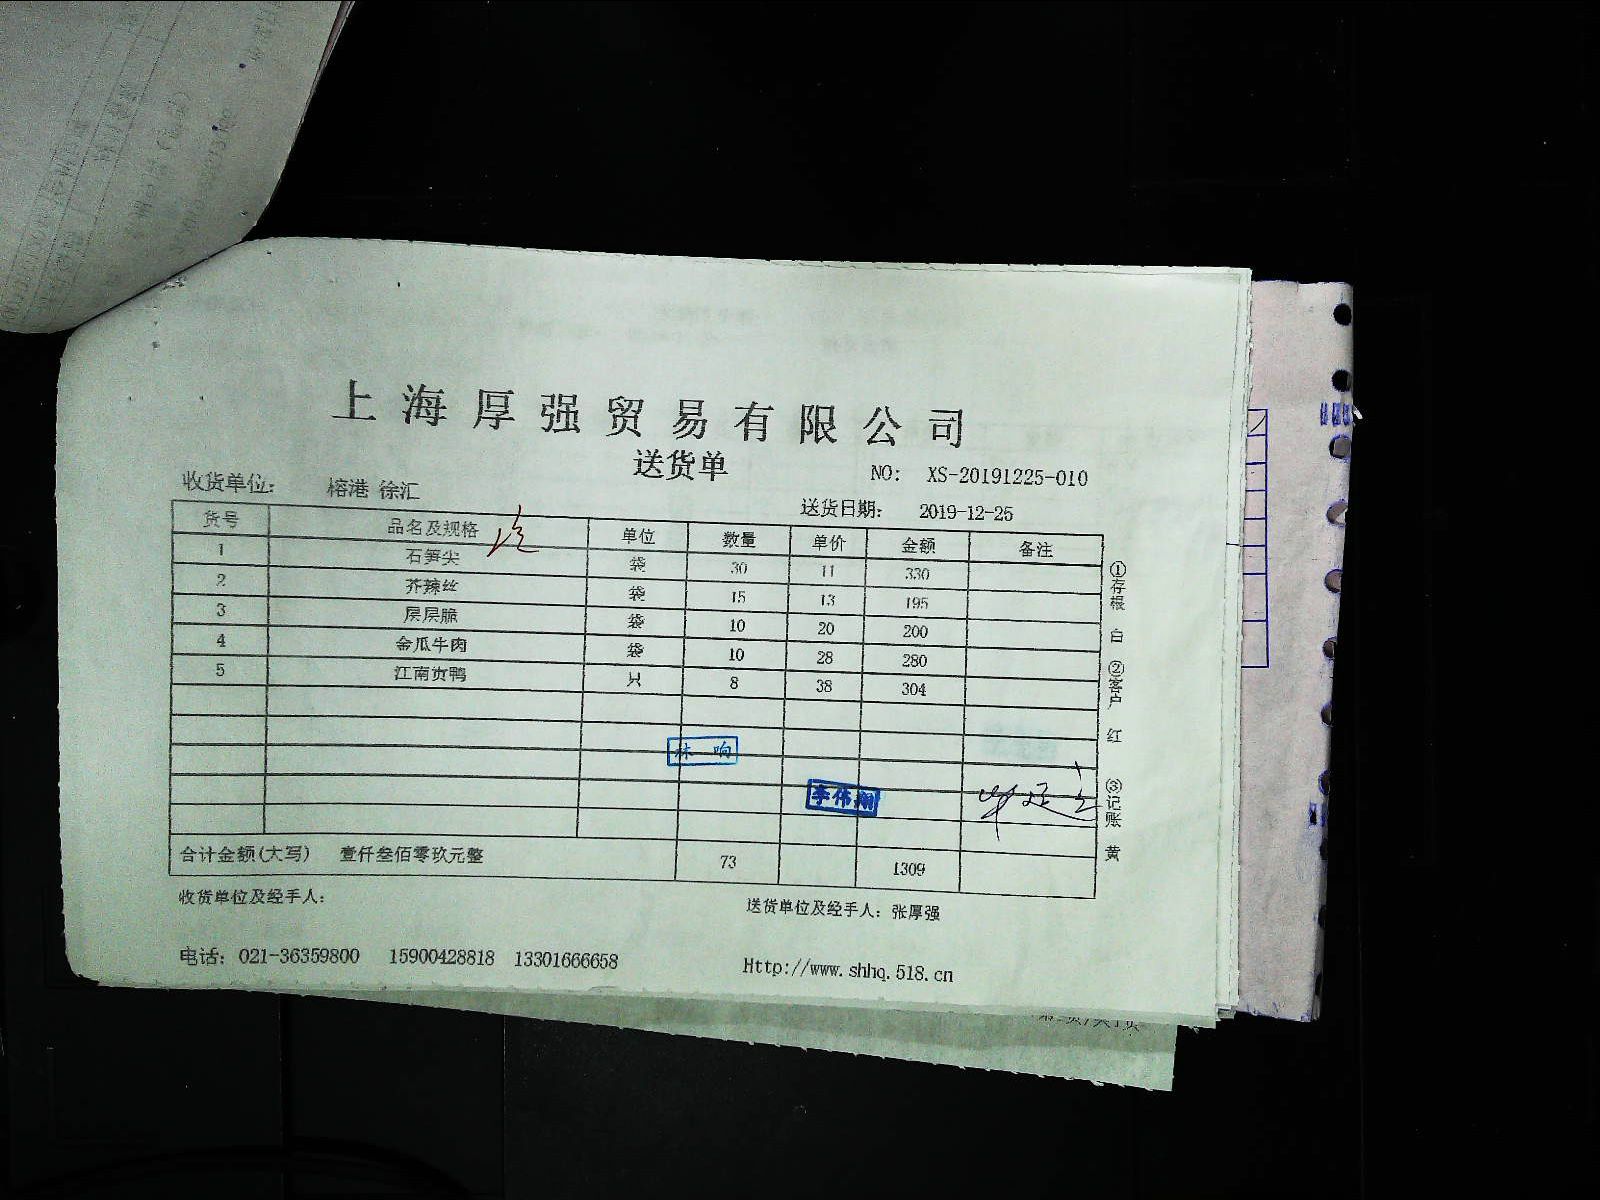 上海厚强贸易有限公司
送货单
NO: XS-20191225-010
收货单位: 榕港 徐汇
送货日期: 2019-12-25
货号 品名及规格 单位 数量 单价 金额 备注
1 石笋尖 袋 30 11 330
2 芥辣丝 袋 15 13 195
3 层层脆 袋 10 20 200
4 金瓜牛肉 袋 10 28 280
5 江南贡鸭 只 8 38 304
林响
李伟翔
合计金额(大写) 壹仟叁佰零玖元整 73 1309
①存根 白 ②客户 红 ③记账 黄
收货单位及经手人:
送货单位及经手人: 张厚强
电话: 021-36359800 15900428818 13301666658
Http://www.shhq.518.cn